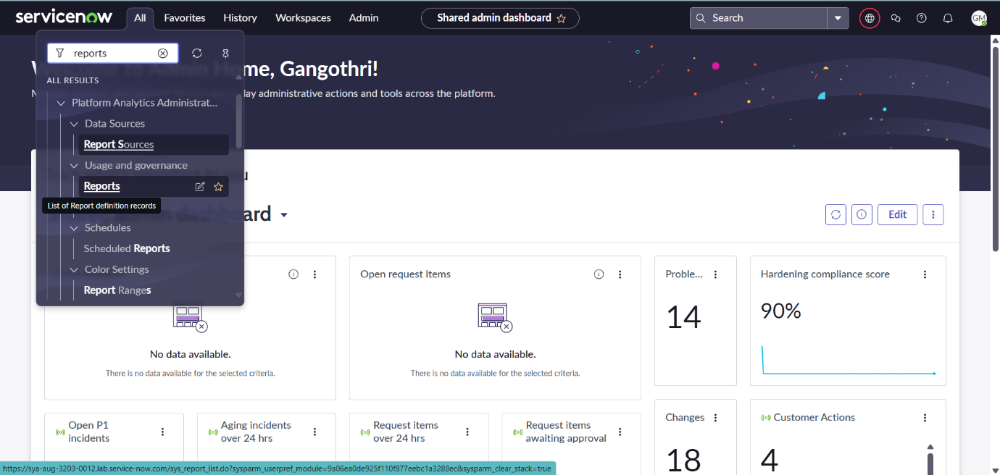 servicenow
All
Favorites
History
Workspaces
Admin
Shared admin dashboard
Search
GM
reports
me, Gangothri!
lay administrative actions and tools across the platform.
ALL RESULTS
Platform Analytics Administrat...
Data Sources
Report Sources
Usage and governance
Reports
List of Report definition records
Schedules
Scheduled Reports
Color Settings
Report Ranges
Edit
No data available.
There is no data available for the selected criteria.
Open request items
No data available.
There is no data available for the selected criteria.
Proble...
14
Hardening compliance score
90%
Open P1
incidents
Aging incidents
over 24 hrs
Request items
over 24 hrs
Request items
awaiting approval
Changes
18
Customer Actions
4
https://sya-aug-3203-0012.lab.service-now.com/sys_report_list.do?sysparm_userpref_module=9a06ea0de925f110f877eebc1a3288ec&sysparm_clear_stack=true